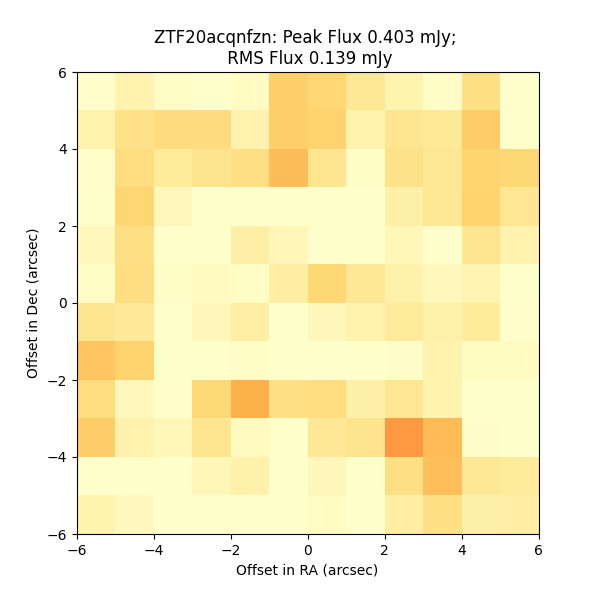 ZTF20acqnfzn: Peak Flux 0.403 mJy;
RMS Flux 0.139 mJy
6
4
2
0
−2
−4
−6
Offset in Dec (arcsec)
−6 −4 −2 0 2 4 6
Offset in RA (arcsec)